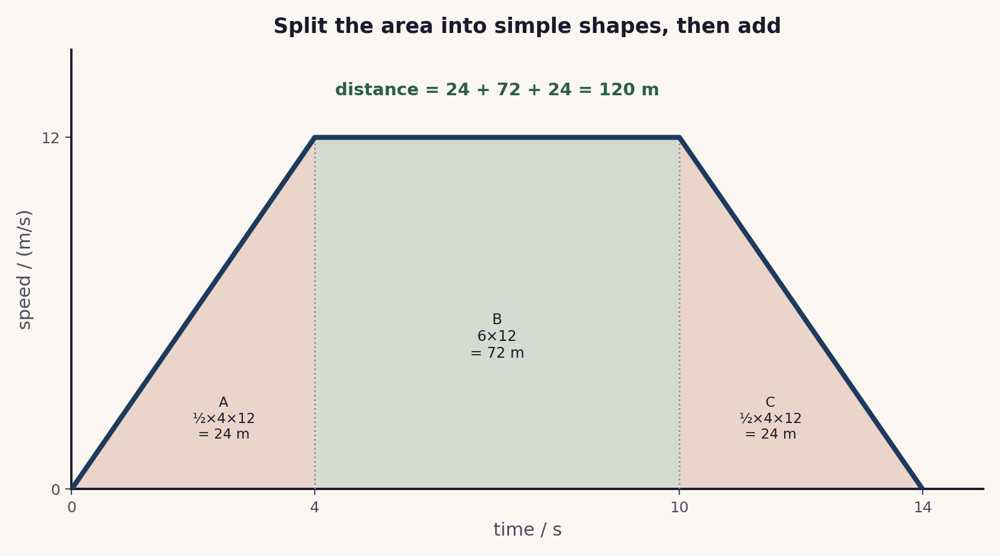 Split the area into simple shapes, then add
distance = 24 + 72 + 24 = 120 m
12
speed / (m/s)
B
6×12
= 72 m
A
½×4×12
= 24 m
C
½×4×12
= 24 m
0
0
4
10
14
time / s